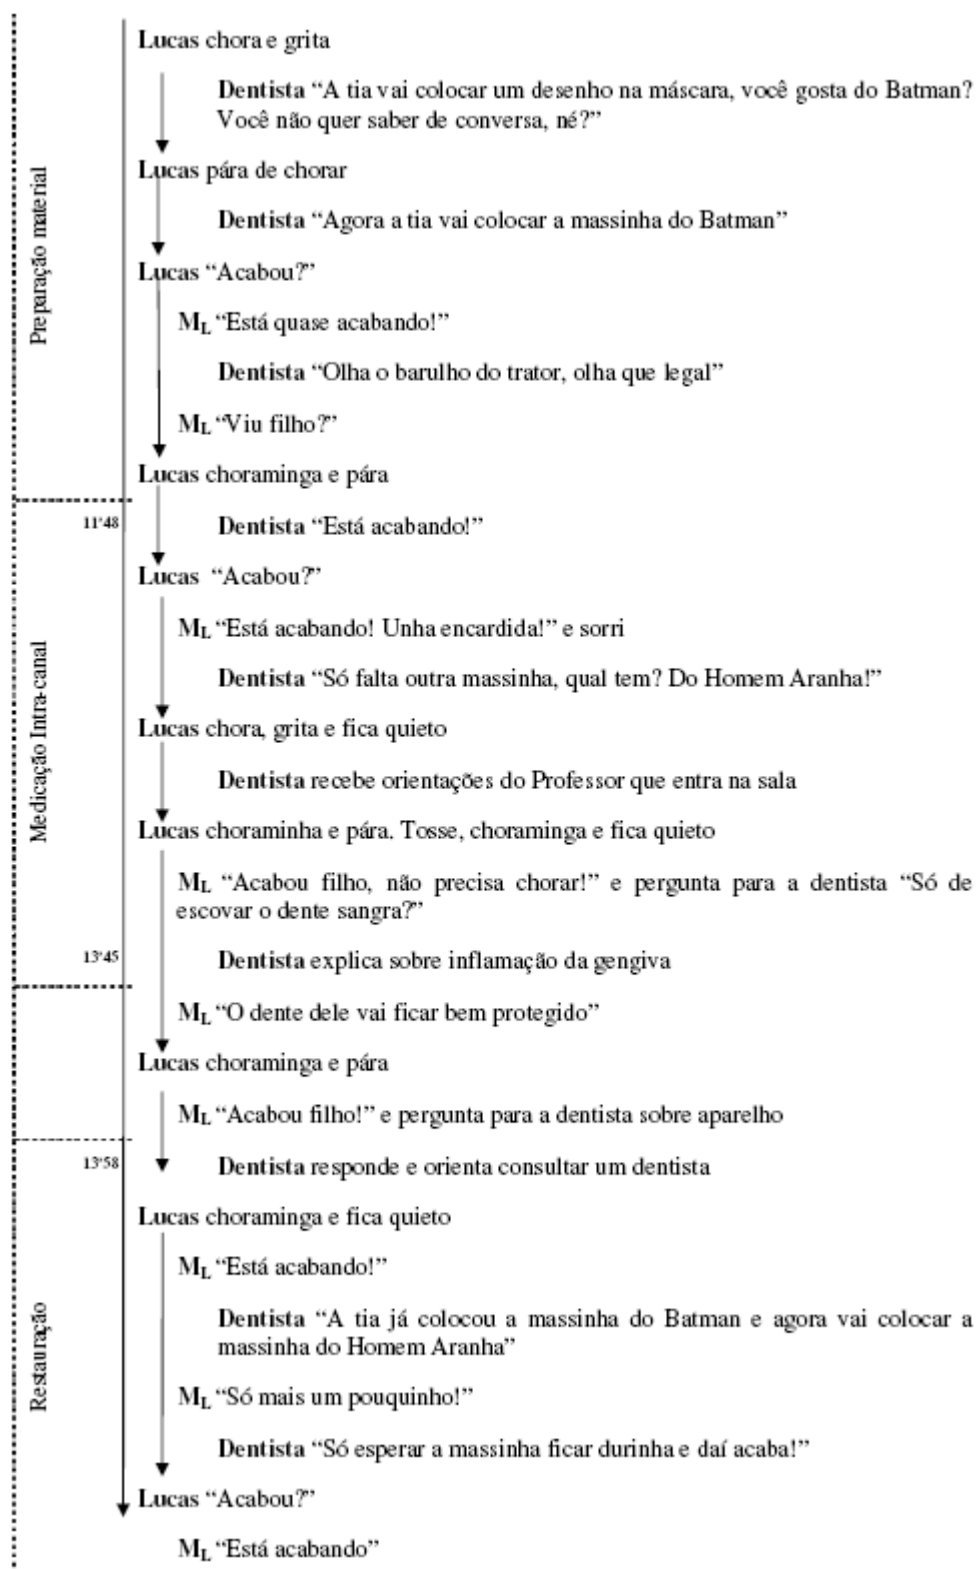 Lucas chora e grita
Dentista “A tia vai colocar um desenho na máscara, você gosta do Batman?
Você não quer saber de conversa, né?”
Lucas pára de chorar
Dentista “Agora a tia vai colocar a massinha do Batman”
Preparação material
Lucas “Acabou?”
ML “Está quase acabando!”
Dentista “Olha o barulho do trator, olha que legal”
ML “Viu filho?”
Lucas choraminga e pára
11'48
Dentista “Está acabando!”
Lucas “Acabou?”
ML “Está acabando! Unha encardida!” e sorri
Dentista “Só falta outra massinha, qual tem? Do Homem Aranha!”
Medicação Intra-canal
Lucas chora, grita e fica quieto
Dentista recebe orientações do Professor que entra na sala
Lucas choraminha e pára. Tosse, choraminga e fica quieto
ML “Acabou filho, não precisa chorar!” e pergunta para a dentista “Só de
escovar o dente sangra?”
13'45
Dentista explica sobre inflamação da gengiva
ML “O dente dele vai ficar bem protegido”
Lucas choraminga e pára
ML “Acabou filho!” e pergunta para a dentista sobre aparelho
13'58
Dentista responde e orienta consultar um dentista
Lucas choraminga e fica quieto
ML “Está acabando!”
Dentista “A tia já colocou a massinha do Batman e agora vai colocar a
massinha do Homem Aranha”
Restauração
ML “Só mais um pouquinho!”
Dentista “Só esperar a massinha ficar durinha e daí acaba!”
Lucas “Acabou?”
ML “Está acabando”